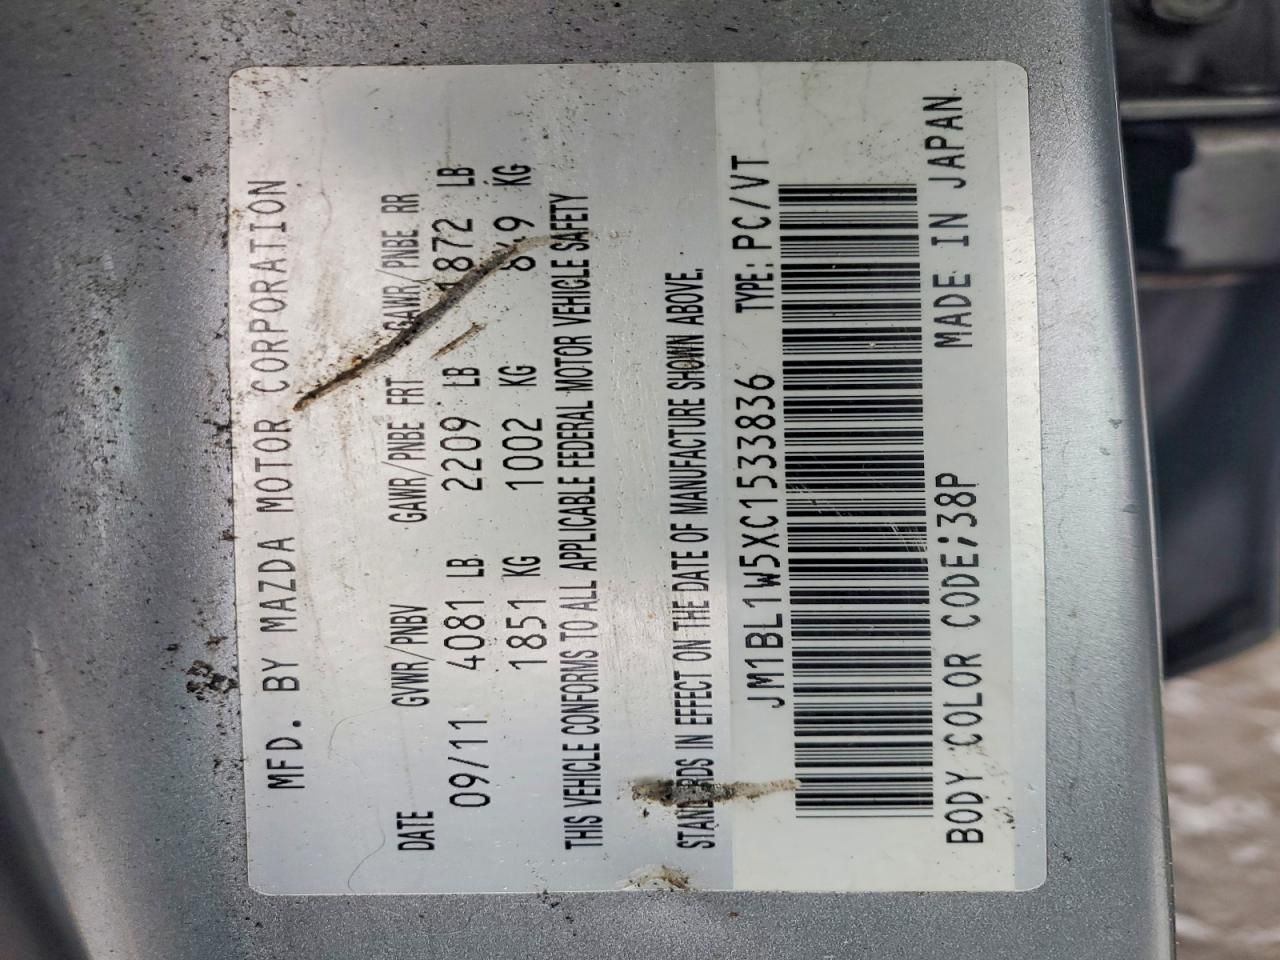 MFD. BY MAZDA MOTOR CORPORATION
DATE GVWR/PNBV GAWR/PNBE FRT GAWR/PNBE RR
09/11 4081 LB 2209 LB 1872 LB
1851 KG 1002 KG 849 KG
THIS VEHICLE CONFORMS TO ALL APPLICABLE FEDERAL MOTOR VEHICLE SAFETY
STANDARDS IN EFFECT ON THE DATE OF MANUFACTURE SHOWN ABOVE.
JM1BL1W5XC1533836 TYPE: PC/VT
BODY COLOR CODE;38P MADE IN JAPAN